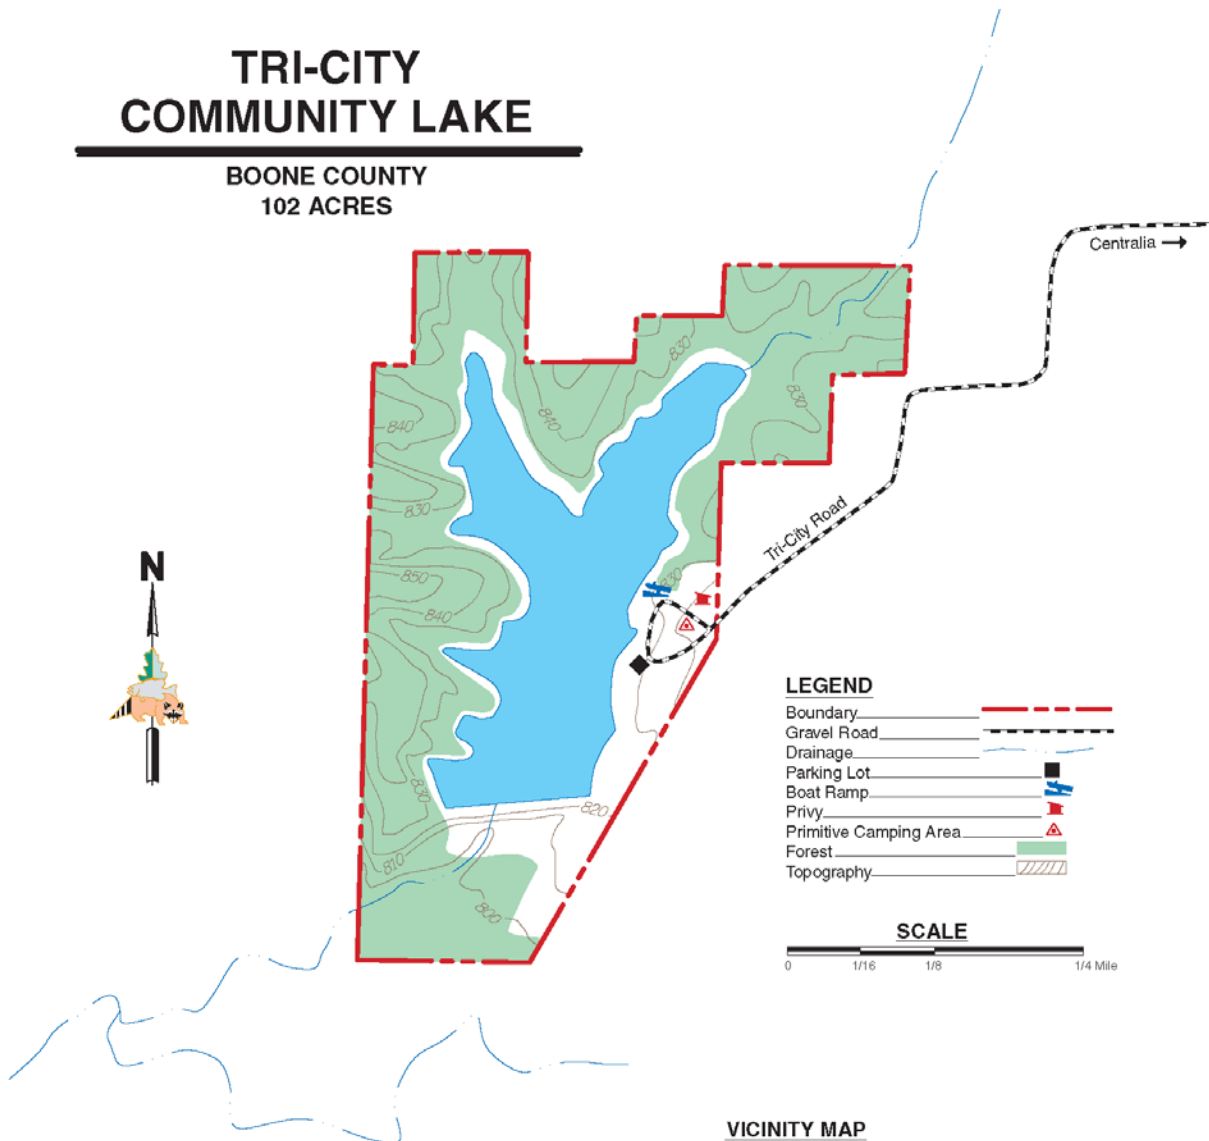 TRI-CITY
COMMUNITY LAKE
BOONE COUNTY
102 ACRES
Centralia
830
840
830
840
830
Tri-City Road
N
850
840
830
LEGEND
Boundary
Gravel Road
Drainage
Parking Lot
Boat Ramp
Privy
Primitive Camping Area
Forest
Topography
830
820
810
800
SCALE
0 1/16 1/8 1/4 Mile
VICINITY MAP